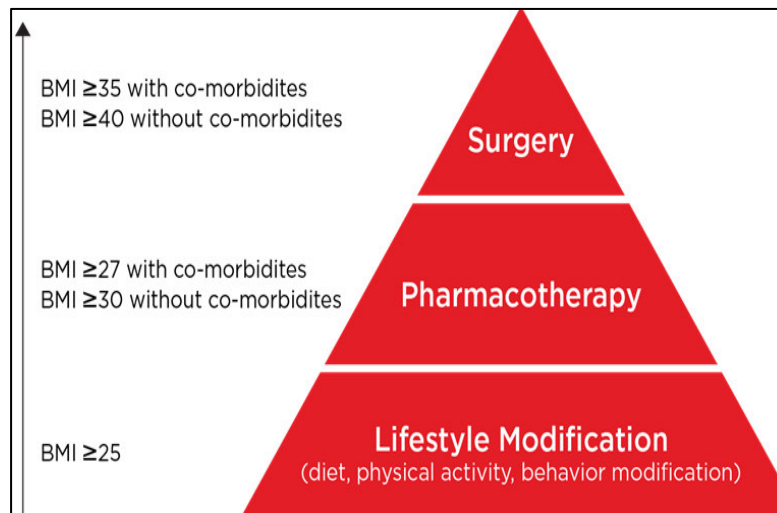 BMI ≥35 with co-morbidites
BMI ≥40 without co-morbidites
Surgery
BMI ≥27 with co-morbidites
BMI ≥30 without co-morbidites
Pharmacotherapy
BMI ≥25
Lifestyle Modification
(diet, physical activity, behavior modification)